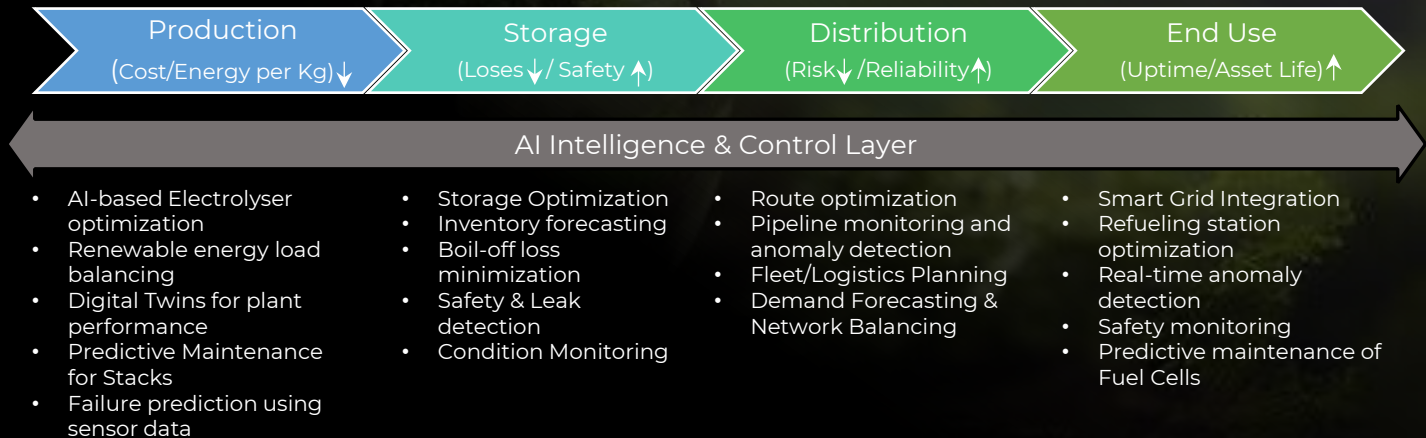 Production
(Cost/Energy per Kg)↓
Storage
(Loses↓/ Safety ↑)
Distribution
(Risk↓ /Reliability↑)
End Use
(Uptime/Asset Life)↑
AI Intelligence & Control Layer
• AI-based Electrolyser
optimization
• Renewable energy load
balancing
• Digital Twins for plant
performance
• Predictive Maintenance
for Stacks
• Failure prediction using
sensor data
• Storage Optimization
• Inventory forecasting
• Boil-off loss
minimization
• Safety & Leak
detection
• Condition Monitoring
• Route optimization
• Pipeline monitoring and
anomaly detection
• Fleet/Logistics Planning
• Demand Forecasting &
Network Balancing
• Smart Grid Integration
• Refueling station
optimization
• Real-time anomaly
detection
• Safety monitoring
• Predictive maintenance of
Fuel Cells